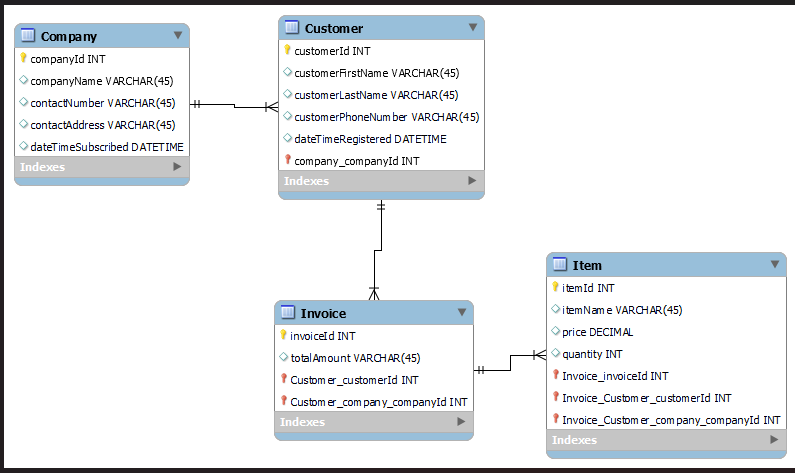 Company
companyId INT
companyName VARCHAR(45)
contactNumber VARCHAR(45)
contactAddress VARCHAR(45)
dateTimeSubscribed DATETIME
Indexes
Customer
customerId INT
customerFirstName VARCHAR(45)
customerLastName VARCHAR(45)
customerPhoneNumber VARCHAR(45)
dateTimeRegistered DATETIME
company_companyId INT
Indexes
Invoice
invoiceId INT
totalAmount VARCHAR(45)
Customer_customerId INT
Customer_company_companyId INT
Indexes
Item
itemId INT
itemName VARCHAR(45)
price DECIMAL
quantity INT
Invoice_invoiceId INT
Invoice_Customer_customerId INT
Invoice_Customer_company_companyId INT
Indexes